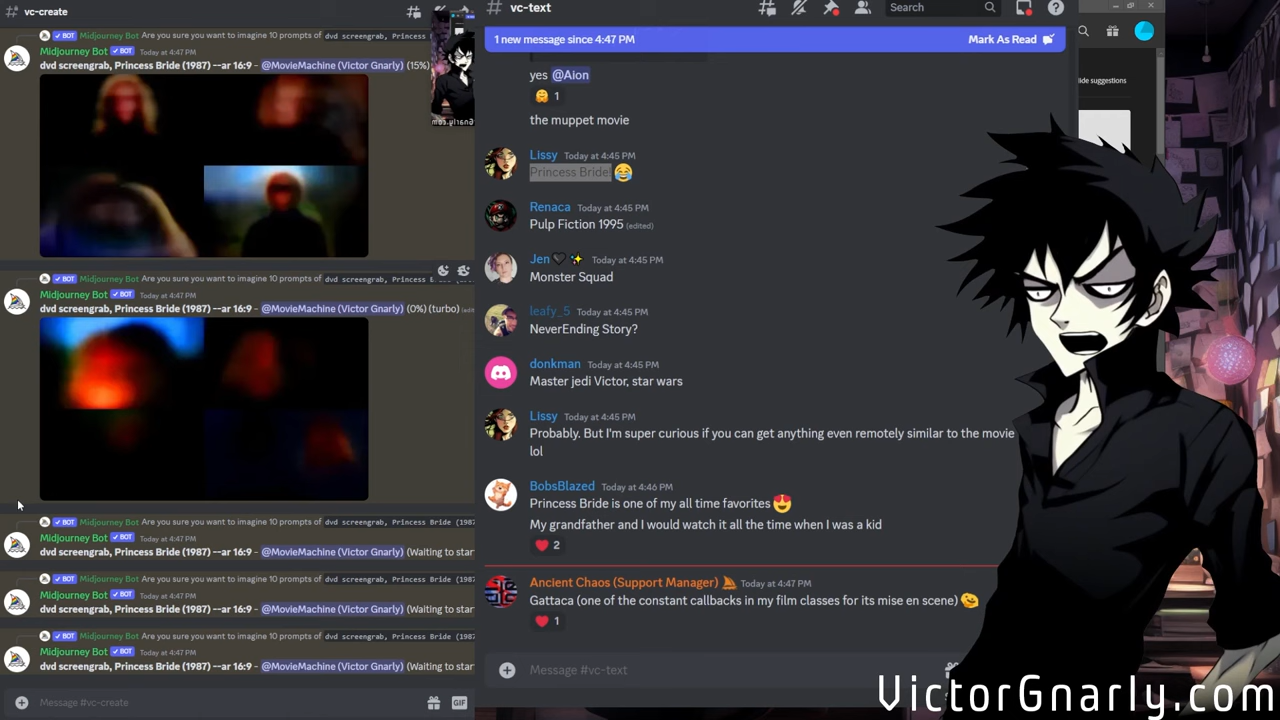 vc-create
BOT Midjourney Bot Are you sure you want to imagine 10 prompts of dvd screengrab, Princess B
Midjourney Bot BOT Today at 4:47 PM
dvd screengrab, Princess Bride (1987) --ar 16:9 - @MovieMachine (Victor Gnarly) (15%)
BOT Midjourney Bot Are you sure you want to imagine 10 prompts of dvd screengrab, Princess B
Midjourney Bot BOT Today at 4:47 PM
dvd screengrab, Princess Bride (1987) --ar 16:9 - @MovieMachine (Victor Gnarly) (0%) (turbo) (edi
BOT Midjourney Bot Are you sure you want to imagine 10 prompts of dvd screengrab, Princess Bride (1987
Midjourney Bot BOT Today at 4:47 PM
dvd screengrab, Princess Bride (1987) --ar 16:9 - @MovieMachine (Victor Gnarly) (Waiting to star
BOT Midjourney Bot Are you sure you want to imagine 10 prompts of dvd screengrab, Princess Bride (1987
Midjourney Bot BOT Today at 4:47 PM
dvd screengrab, Princess Bride (1987) --ar 16:9 - @MovieMachine (Victor Gnarly) (Waiting to star
BOT Midjourney Bot Are you sure you want to imagine 10 prompts of dvd screengrab, Princess Bride (1987
Midjourney Bot BOT Today at 4:47 PM
dvd screengrab, Princess Bride (1987) --ar 16:9 - @MovieMachine (Victor Gnarly) (Waiting to star
Message #vc-create
GIF
vc-text
Search
1 new message since 4:47 PM
Mark As Read
yes @Aion
1
the muppet movie
Lissy Today at 4:45 PM
Princess Bride 😂
Renaca Today at 4:45 PM
Pulp Fiction 1995 (edited)
Jen🖤✨ Today at 4:45 PM
Monster Squad
leafy_5 Today at 4:45 PM
NeverEnding Story?
donkman Today at 4:45 PM
Master jedi Victor, star wars
Lissy Today at 4:45 PM
Probably. But I'm super curious if you can get anything even remotely similar to the movie
lol
BobsBlazed Today at 4:46 PM
Princess Bride is one of my all time favorites 😍
My grandfather and I would watch it all the time when I was a kid
2
Ancient Chaos (Support Manager) Today at 4:47 PM
Gattaca (one of the constant callbacks in my film classes for its mise en scene)
1
Message #vc-text
ide suggestions
VictorGnarly.com